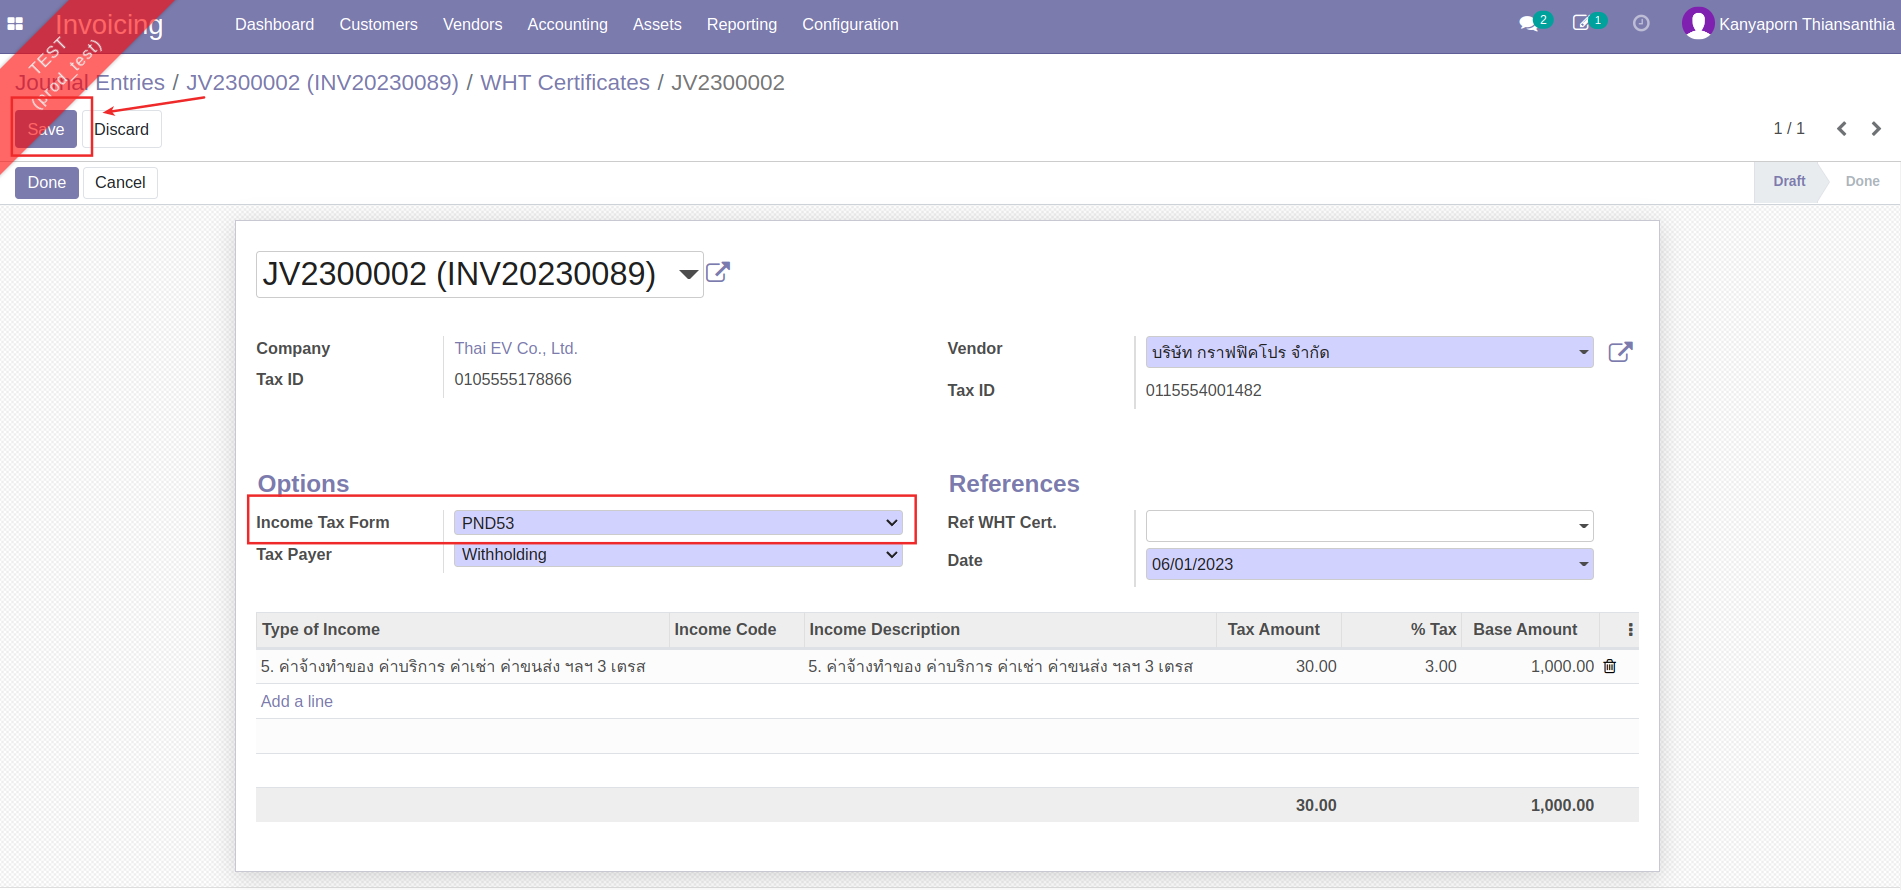 Invoicing Dashboard Customers Vendors Accounting Assets Reporting Configuration 2 1 Kanyaporn Thiansanthia
TEST
(prod_test)
Journal Entries / JV2300002 (INV20230089) / WHT Certificates / JV2300002
Save Discard 1 / 1
Done Cancel Draft Done
JV2300002 (INV20230089)
Company Thai EV Co., Ltd. Vendor บริษัท กราฟฟิคโปร จำกัด
Tax ID 0105555178866 Tax ID 0115554001482
Options References
Income Tax Form PND53 Ref WHT Cert.
Tax Payer Withholding Date 06/01/2023
Type of Income Income Code Income Description Tax Amount % Tax Base Amount
5. ค่าจ้างทำของ ค่าบริการ ค่าเช่า ค่าขนส่ง ฯลฯ 3 เตรส 5. ค่าจ้างทำของ ค่าบริการ ค่าเช่า ค่าขนส่ง ฯลฯ 3 เตรส 30.00 3.00 1,000.00
Add a line
30.00 1,000.00